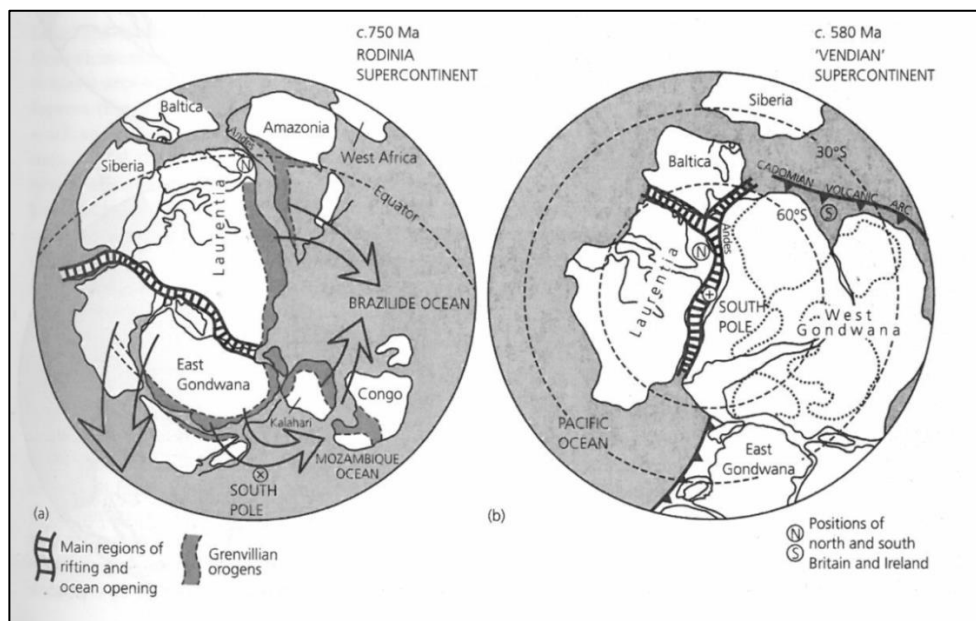 c.750 Ma
RODINIA
SUPERCONTINENT
Baltica
Siberia
N
Andes
Amazonia
West Africa
Equator
Laurentia
BRAZILIDE OCEAN
East
Gondwana
Kalahari
Congo
MOZAMBIQUE
OCEAN
SOUTH
POLE
(a)
Main regions of
rifting and
ocean opening
Grenvillian
orogens
c. 580 Ma
'VENDIAN'
SUPERCONTINENT
Siberia
Baltica
30°S
CADOMIAN VOLCANIC ARC
60°S
S
N
Andes
Laurentia
SOUTH
POLE
West
Gondwana
PACIFIC
OCEAN
East
Gondwana
(b)
N Positions of
north and south
S Britain and Ireland